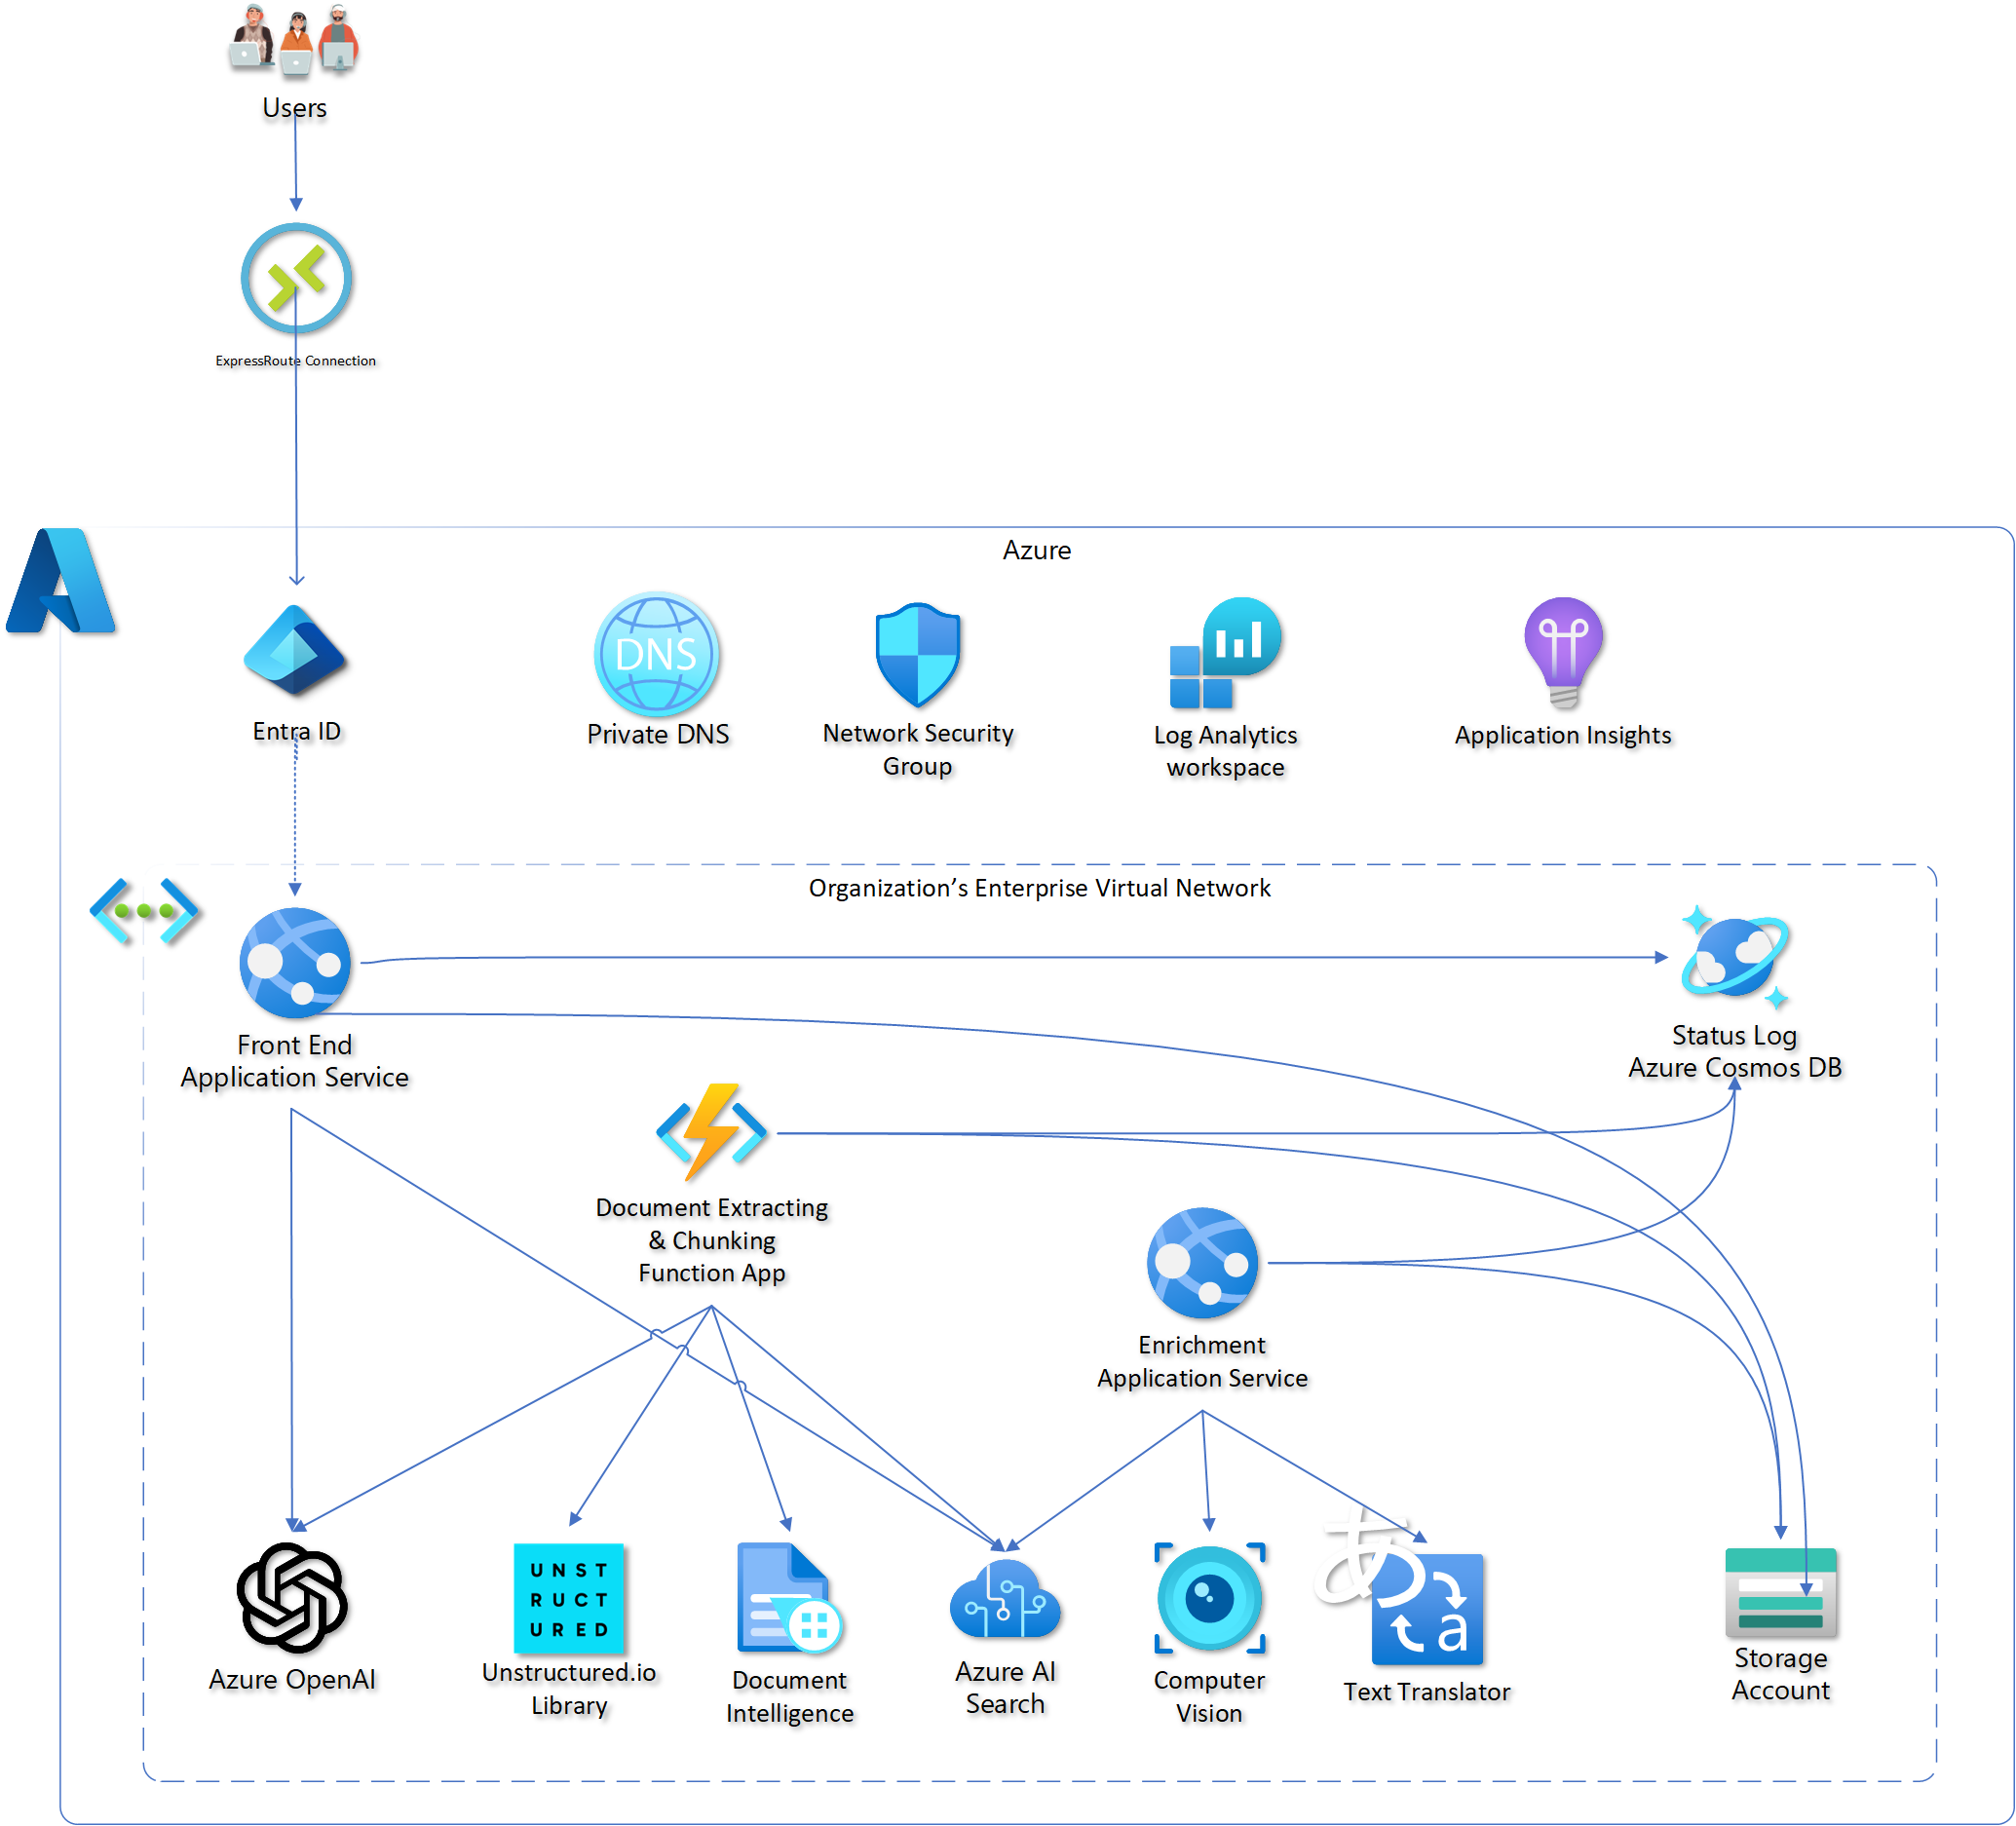 Users
ExpressRoute Connection
Azure
DNS
Entra ID
Private DNS
Network Security
Group
Log Analytics
workspace
Application Insights
Organization’s Enterprise Virtual Network
Front End
Application Service
Status Log
Azure Cosmos DB
Document Extracting
& Chunking
Function App
Enrichment
Application Service
UNST
RUCT
URED
あ
a
Azure OpenAI
Unstructured.io
Library
Document
Intelligence
Azure AI
Search
Computer
Vision
Text Translator
Storage
Account